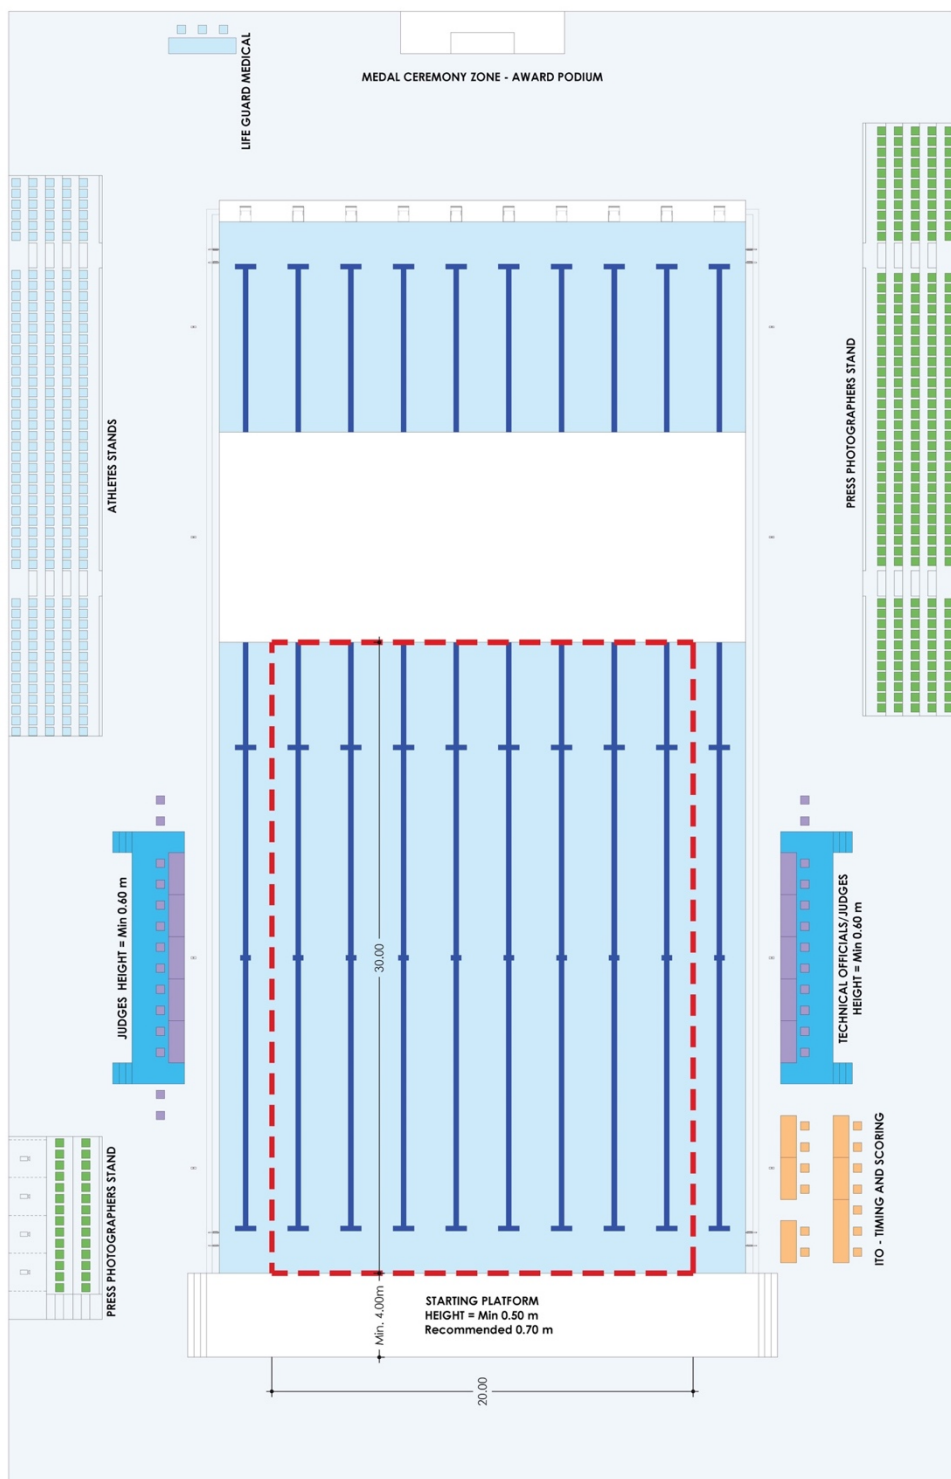 LIFE GUARD MEDICAL
MEDAL CEREMONY ZONE - AWARD PODIUM
ATHLETES STANDS
PRESS PHOTOGRAPHERS STAND
JUDGES HEIGHT = Min 0.60 m
30.00
TECHNICAL OFFICIALS/JUDGES
HEIGHT = Min 0.60 m
PRESS PHOTOGRAPHERS STAND
ITO - TIMING AND SCORING
Min. 4.00m
STARTING PLATFORM
HEIGHT = Min 0.50 m
Recommended 0.70 m
20.00